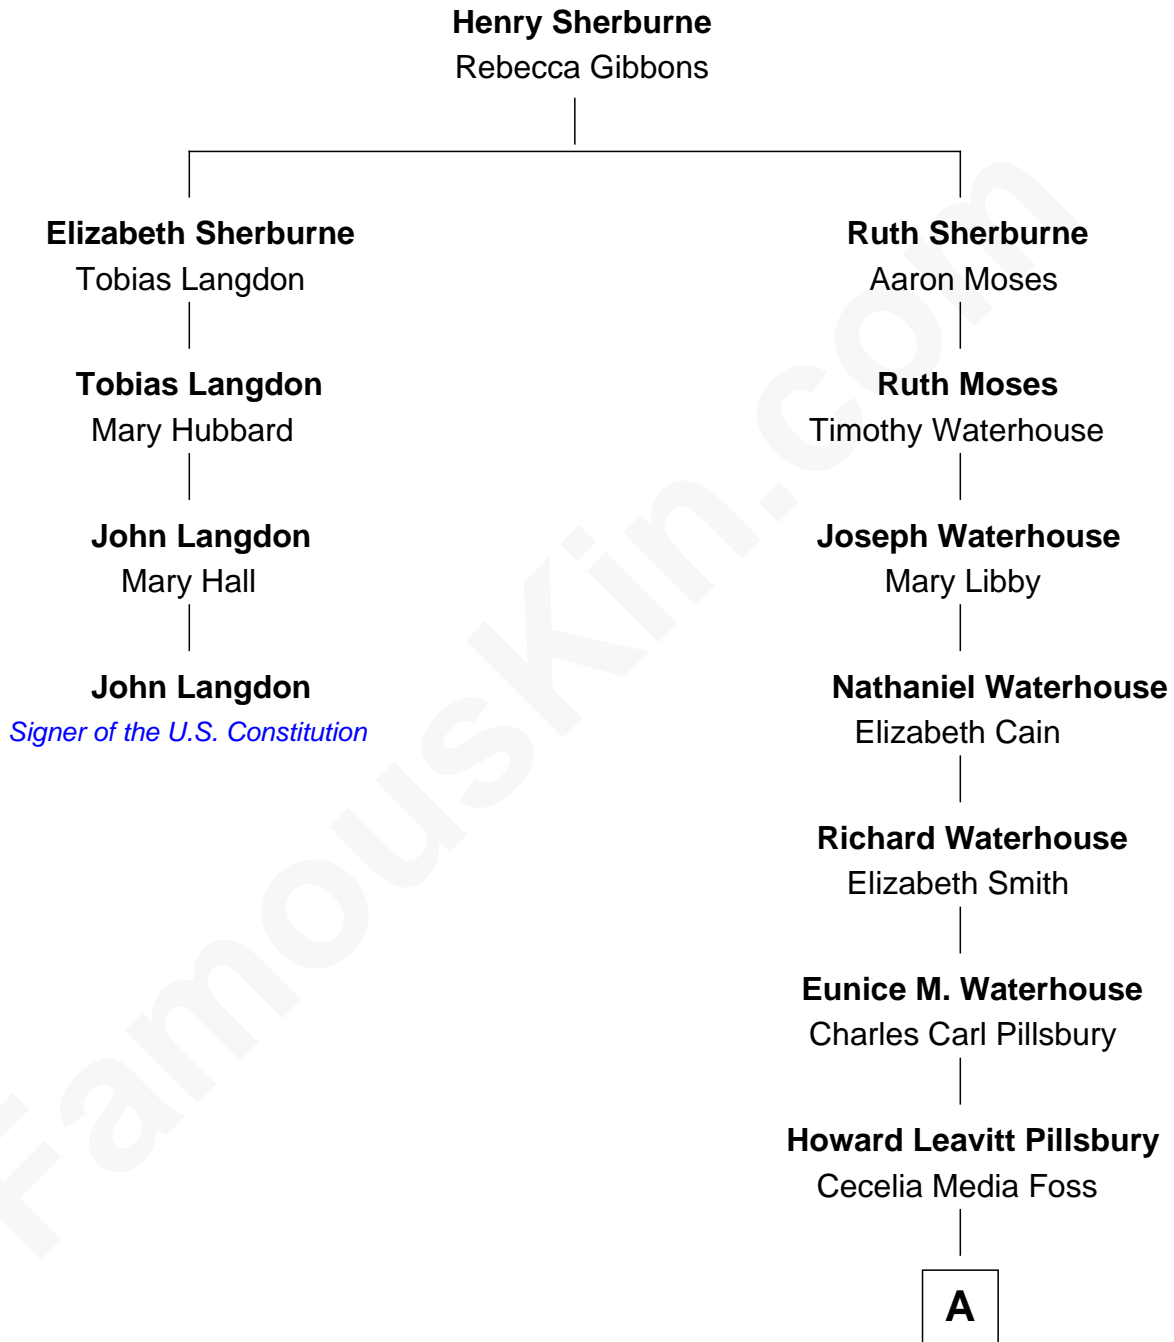 Henry Sherburne
Rebecca Gibbons
Elizabeth Sherburne
Tobias Langdon
Tobias Langdon
Mary Hubbard
John Langdon
Mary Hall
John Langdon
Signer of the U.S. Constitution
Ruth Sherburne
Aaron Moses
Ruth Moses
Timothy Waterhouse
Joseph Waterhouse
Mary Libby
Nathaniel Waterhouse
Elizabeth Cain
Richard Waterhouse
Elizabeth Smith
Eunice M. Waterhouse
Charles Carl Pillsbury
Howard Leavitt Pillsbury
Cecelia Media Foss
A
FamousKin.com